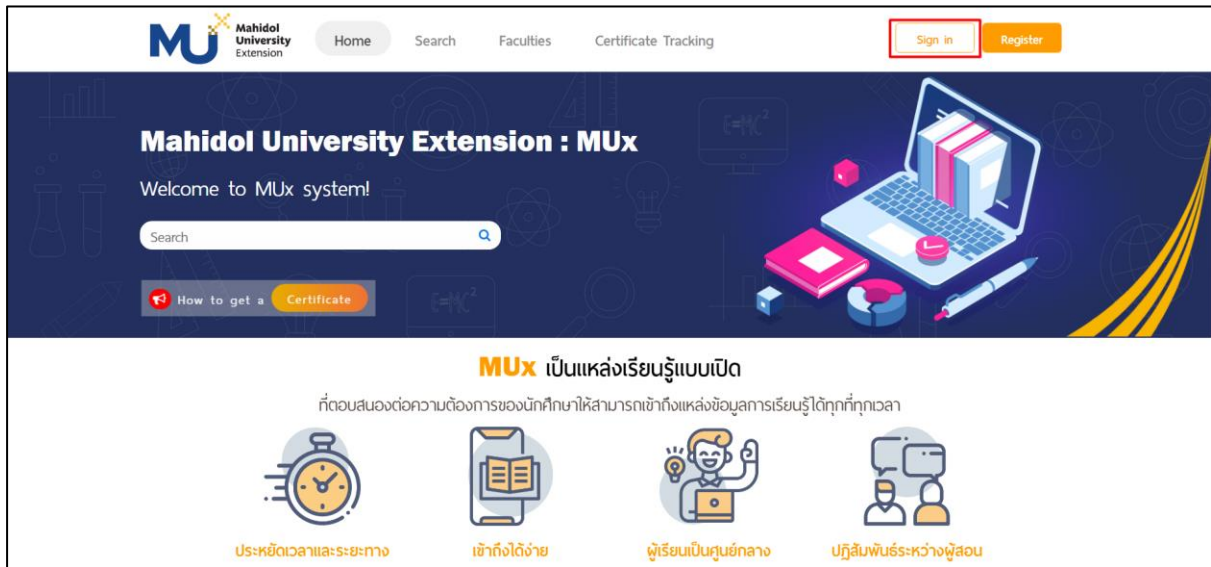 MU
Mahidol
University
Extension
Home
Search
Faculties
Certificate Tracking
Sign in
Register
Mahidol University Extension : MUx
Welcome to MUx system!
Search
How to get a Certificate
E=MC²
E=MC²
MUx เป็นแหล่งเรียนรู้แบบเปิด
ที่ตอบสนองต่อความต้องการของนักศึกษาให้สามารถเข้าถึงแหล่งข้อมูลการเรียนรู้ได้ทุกที่ทุกเวลา
ประหยัดเวลาและระยะทาง
เข้าถึงได้ง่าย
ผู้เรียนเป็นศูนย์กลาง
ปฎิสัมพันธ์ระหว่างผู้สอน